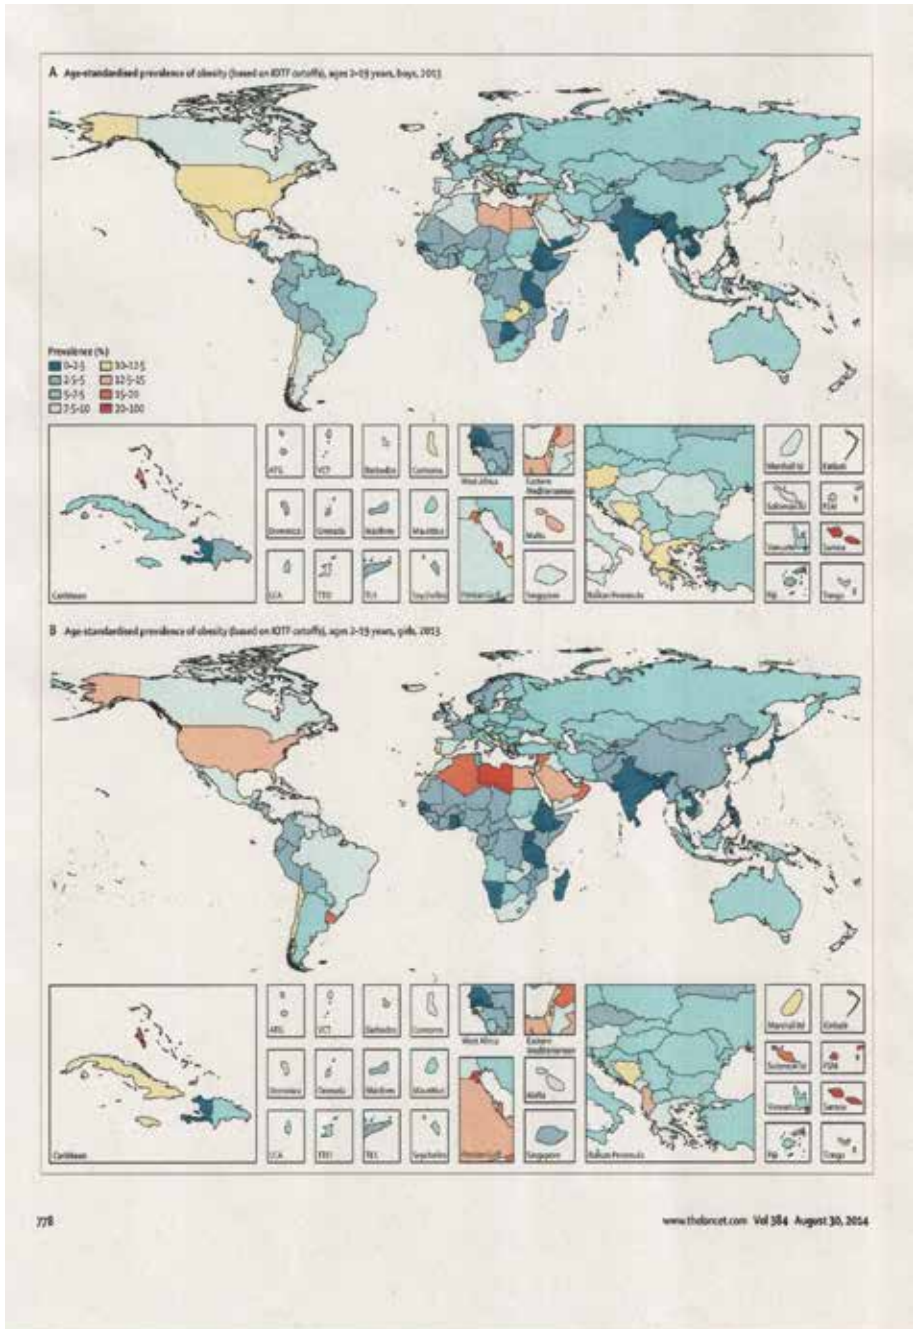 A Age-standardised prevalence of obesity (based on IOTF cutoffs), ages 2–19 years, boys, 2013
Prevalence (%)
0–2·5
2·5–5
5–7·5
7·5–10
10–12·5
12·5–15
15–20
20–100
Caribbean
ATG
VCT
Barbados
Comoros
Dominica
Grenada
Maldives
Mauritius
LCA
TTO
TLS
Seychelles
West Africa
Eastern
Mediterranean
Malta
Singapore
Balkan Peninsula
Marshall Isl
Kiribati
Solomon Isl
FSM
Vanuatu
Samoa
Fiji
Tonga
B Age-standardised prevalence of obesity (based on IOTF cutoffs), ages 2–19 years, girls, 2013
Caribbean
ATG
VCT
Barbados
Comoros
Dominica
Grenada
Maldives
Mauritius
LCA
TTO
TLS
Seychelles
West Africa
Eastern
Mediterranean
Malta
Singapore
Balkan Peninsula
Marshall Isl
Kiribati
Solomon Isl
FSM
Vanuatu
Samoa
Fiji
Tonga
778
www.thelancet.com Vol 384 August 30, 2014